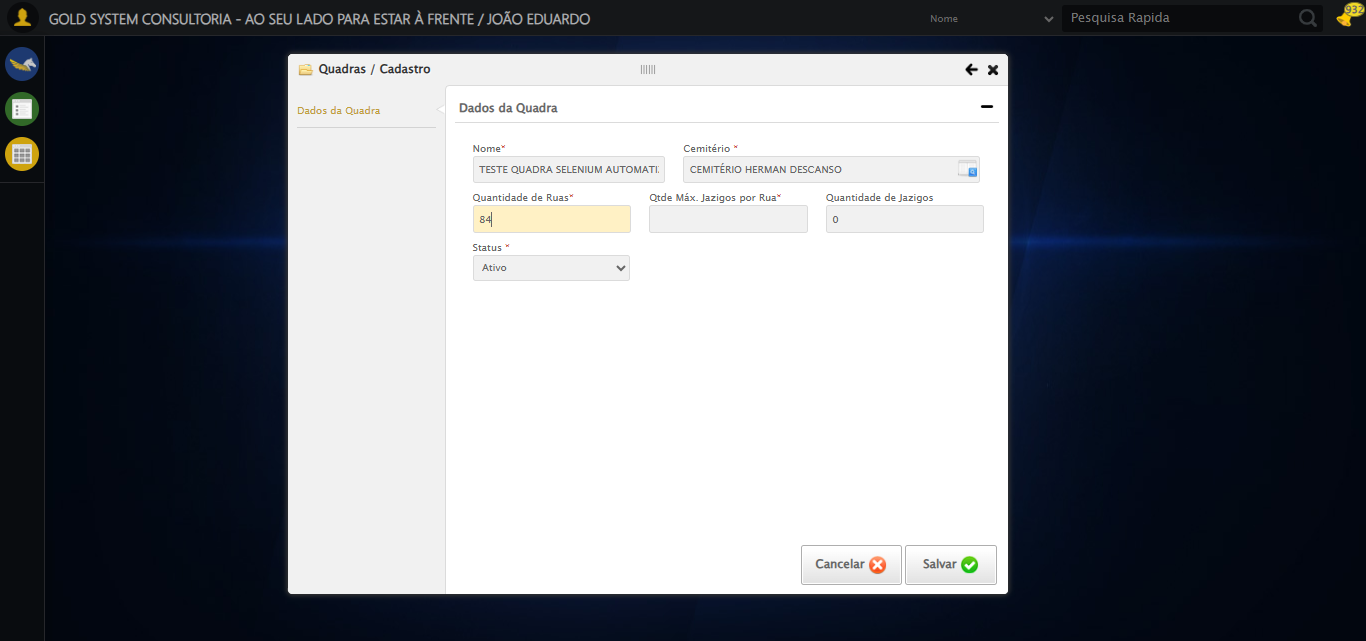 GOLD SYSTEM CONSULTORIA - AO SEU LADO PARA ESTAR À FRENTE / JOÃO EDUARDO
Nome
Pesquisa Rapida
932
Quadras / Cadastro
Dados da Quadra
Dados da Quadra
Nome*
Cemitério *
TESTE QUADRA SELENIUM AUTOMATI
CEMITÉRIO HERMAN DESCANSO
Quantidade de Ruas*
Qtde Máx. Jazigos por Rua*
Quantidade de Jazigos
84
0
Status *
Ativo
Cancelar
Salvar